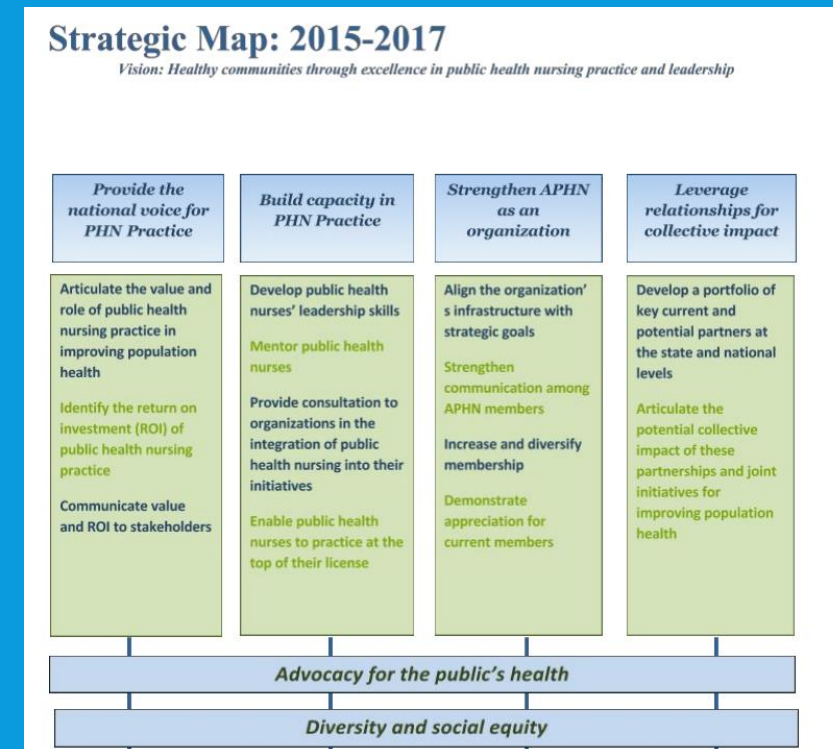 Strategic Map: 2015-2017
Vision: Healthy communities through excellence in public health nursing practice and leadership
Provide the
national voice for
PHN Practice
Articulate the value and
role of public health
nursing practice in
improving population
health
Identify the return on
investment (ROI) of
public health nursing
practice
Communicate value
and ROI to stakeholders
Build capacity in
PHN Practice
Develop public health
nurses' leadership skills
Mentor public health
nurses
Provide consultation to
organizations in the
integration of public
health nursing into their
initiatives
Enable public health
nurses to practice at the
top of their license
Strengthen APHN
as an
organization
Align the organization'
s infrastructure with
strategic goals
Strengthen
communication among
APHN members
Increase and diversify
membership
Demonstrate
appreciation for
current members
Leverage
relationships for
collective impact
Develop a portfolio of
key current and
potential partners at
the state and national
levels
Articulate the
potential collective
impact of these
partnerships and joint
initiatives for
improving population
health
Advocacy for the public's health
Diversity and social equity